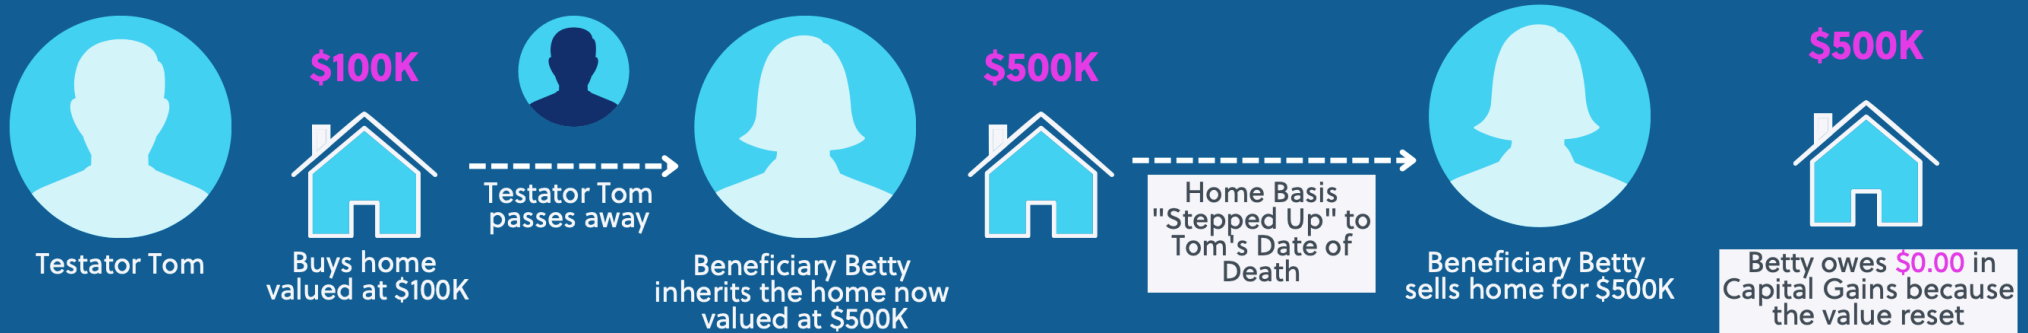 Testator Tom
$100K
Buys home
valued at $100K
Testator Tom
passes away
Beneficiary Betty
inherits the home now
valued at $500K
$500K
Home Basis
"Stepped Up" to
Tom's Date of
Death
Beneficiary Betty
sells home for $500K
$500K
Betty owes $0.00 in
Capital Gains because
the value reset